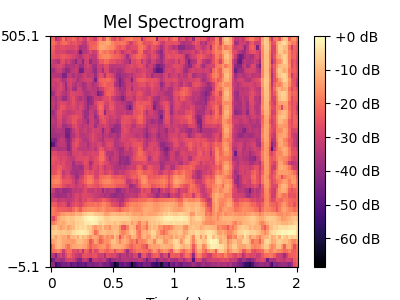 Mel Spectrogram
505.1
−5.1
0
0.5
1
1.5
2
+0 dB
-10 dB
-20 dB
-30 dB
-40 dB
-50 dB
-60 dB